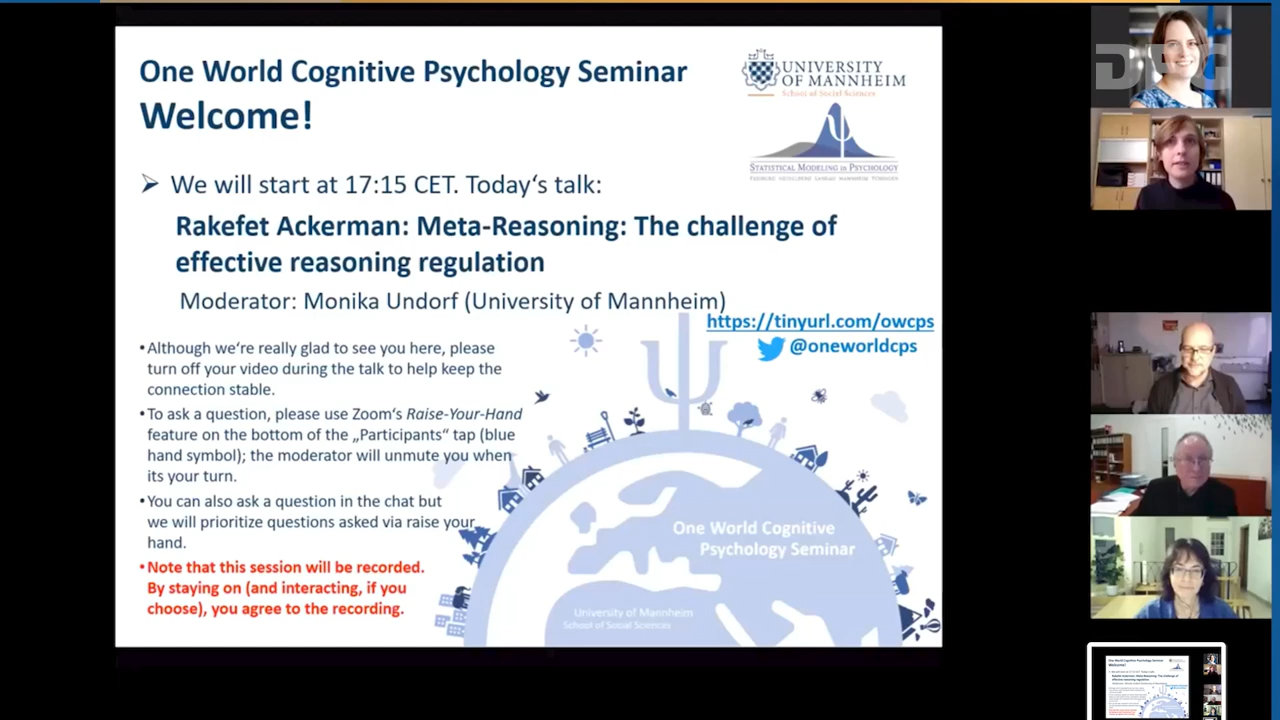 One World Cognitive Psychology Seminar
Welcome!
UNIVERSITY
OF MANNHEIM
School of Social Sciences
STATISTICAL MODELING IN PSYCHOLOGY
➢ We will start at 17:15 CET. Today‘s talk:
Rakefet Ackerman: Meta-Reasoning: The challenge of
effective reasoning regulation
Moderator: Monika Undorf (University of Mannheim)
https://tinyurl.com/owcps
@oneworldcps
•Although we‘re really glad to see you here, please
turn off your video during the talk to help keep the
connection stable.
•To ask a question, please use Zoom‘s Raise-Your-Hand
feature on the bottom of the „Participants“ tap (blue
hand symbol); the moderator will unmute you when
its your turn.
•You can also ask a question in the chat but
we will prioritize questions asked via raise your
hand.
•Note that this session will be recorded.
By staying on (and interacting, if you
choose), you agree to the recording.
One World Cognitive
Psychology Seminar
University of Mannheim
School of Social Sciences
DFG
One World Cognitive Psychology Seminar
Welcome!